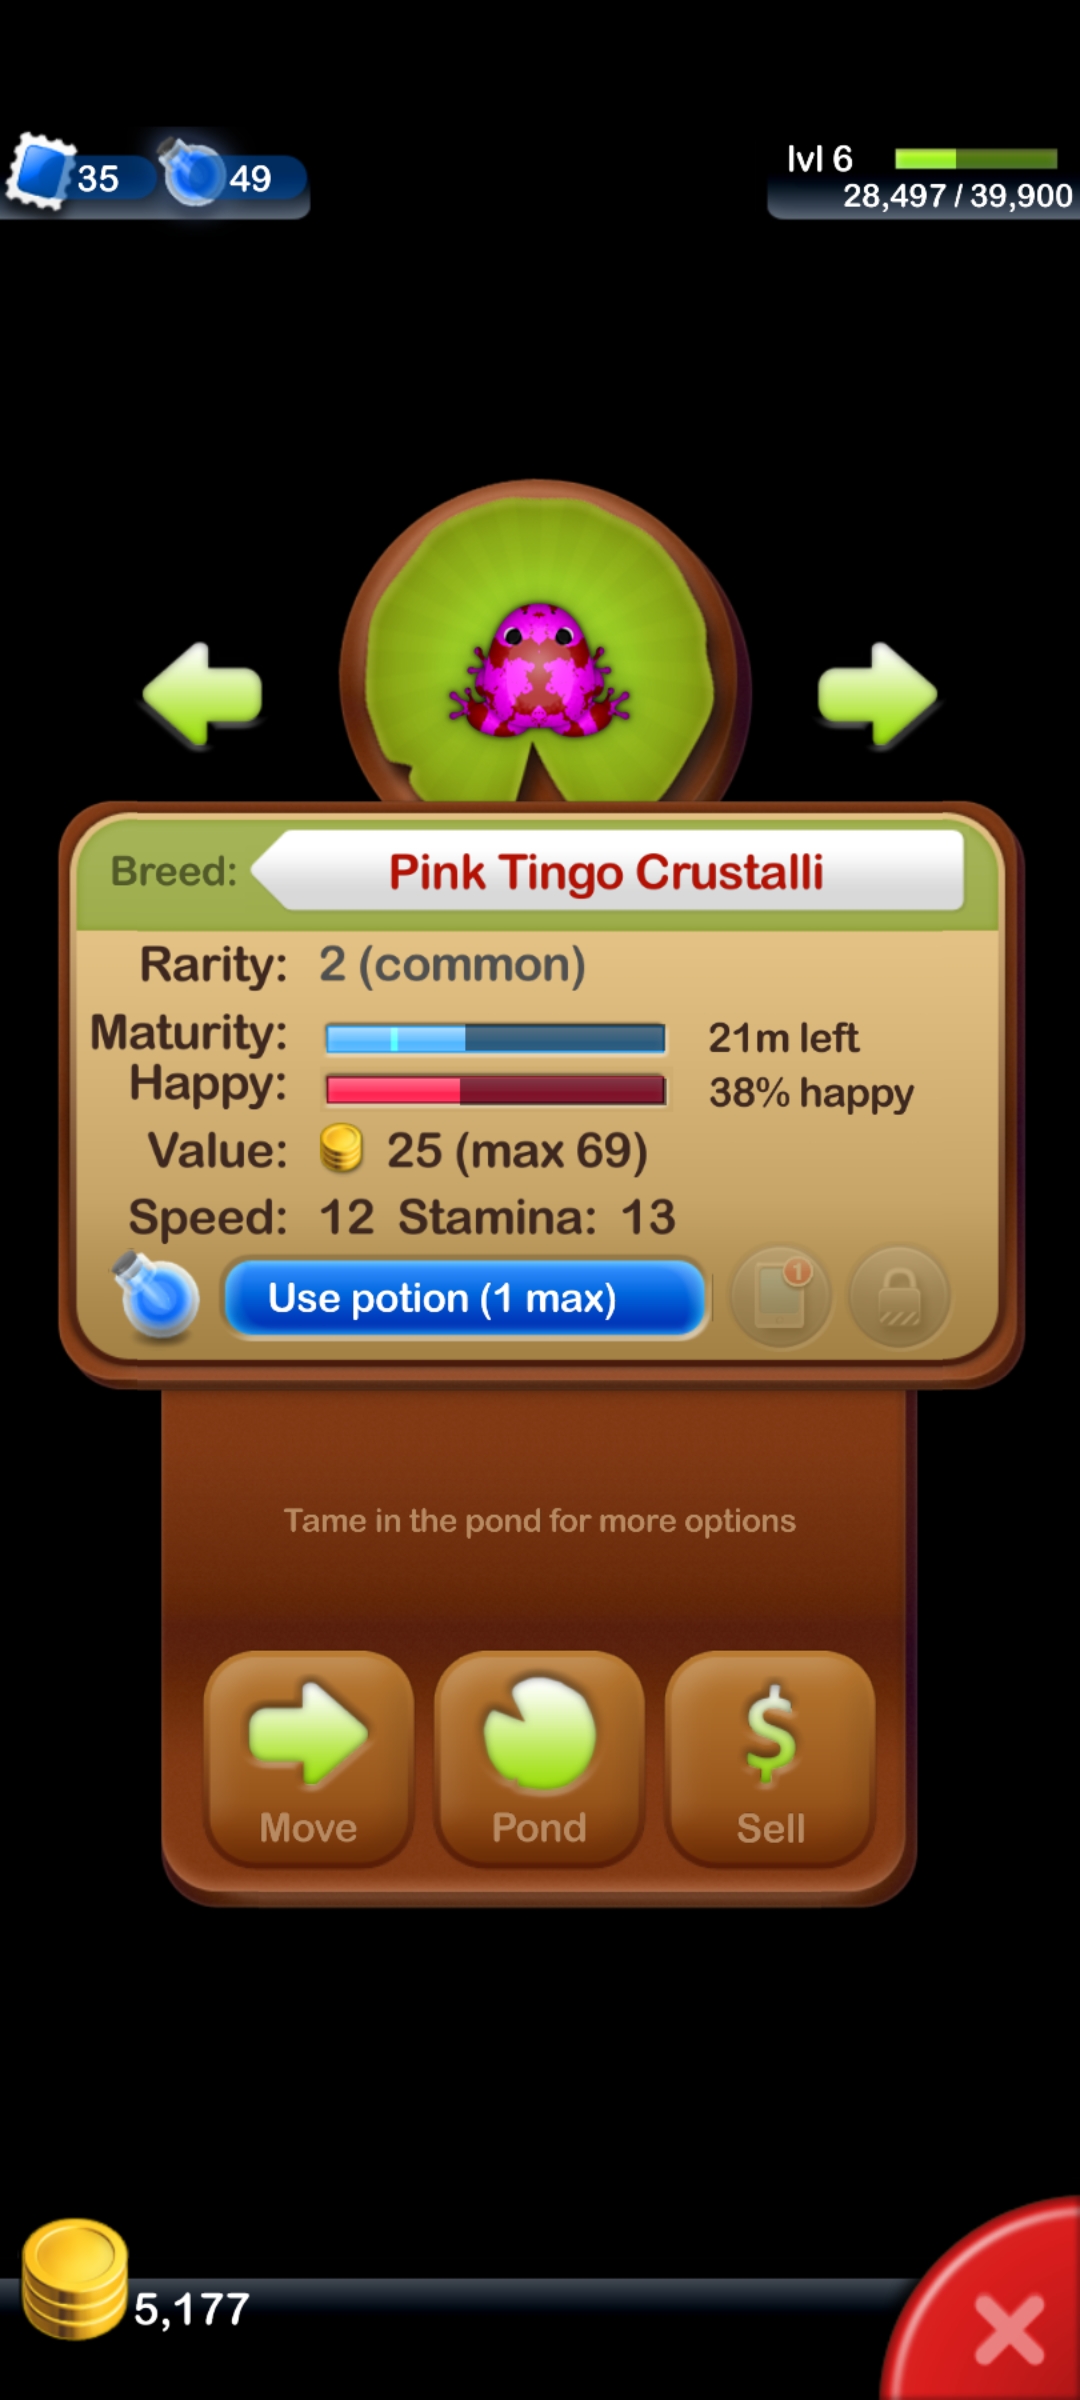 35 49 lvl 6
28,497 / 39,900
Breed: Pink Tingo Crustalli
Rarity: 2 (common)
Maturity: 21m left
Happy: 38% happy
Value: 25 (max 69)
Speed: 12 Stamina: 13
Use potion (1 max) 1
Tame in the pond for more options
$
Move Pond Sell
5,177